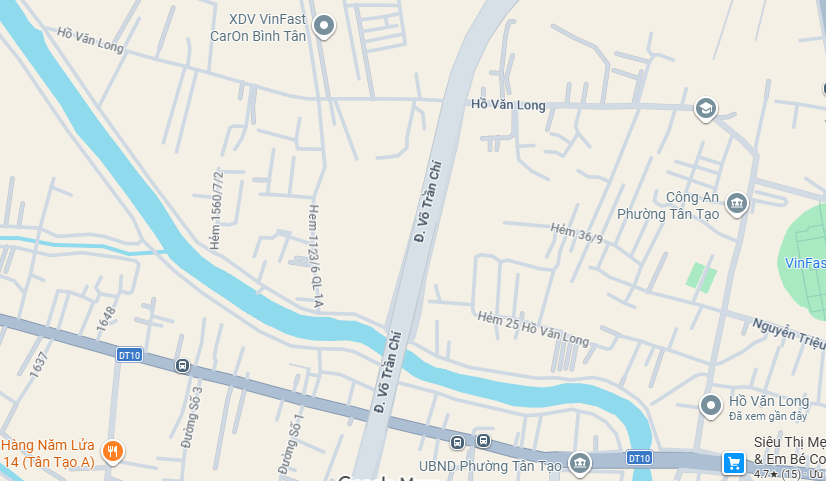 XDV VinFast
CarOn Bình Tân
Hồ Văn Long
Hồ Văn Long
Đ. Võ Trần Chí
Hẻm 1560/7/2
Hẻm 1123/6 QL 1A
Công An
Phường Tân Tạo
Hẻm 36/9
VinFas
1648
Hẻm 25 Hồ Văn Long
Nguyễn Triệu
DT10
1637
Đ. Võ Trần Chí
Đường Số 3
Đường Số 1
Hồ Văn Long
Đã xem gần đây
Hàng Năm Lửa
14 (Tân Tạo A)
UBND Phường Tân Tạo
DT10
Siêu Thị Mẹ
& Em Bé Co
4.7★ (15) · Ưu